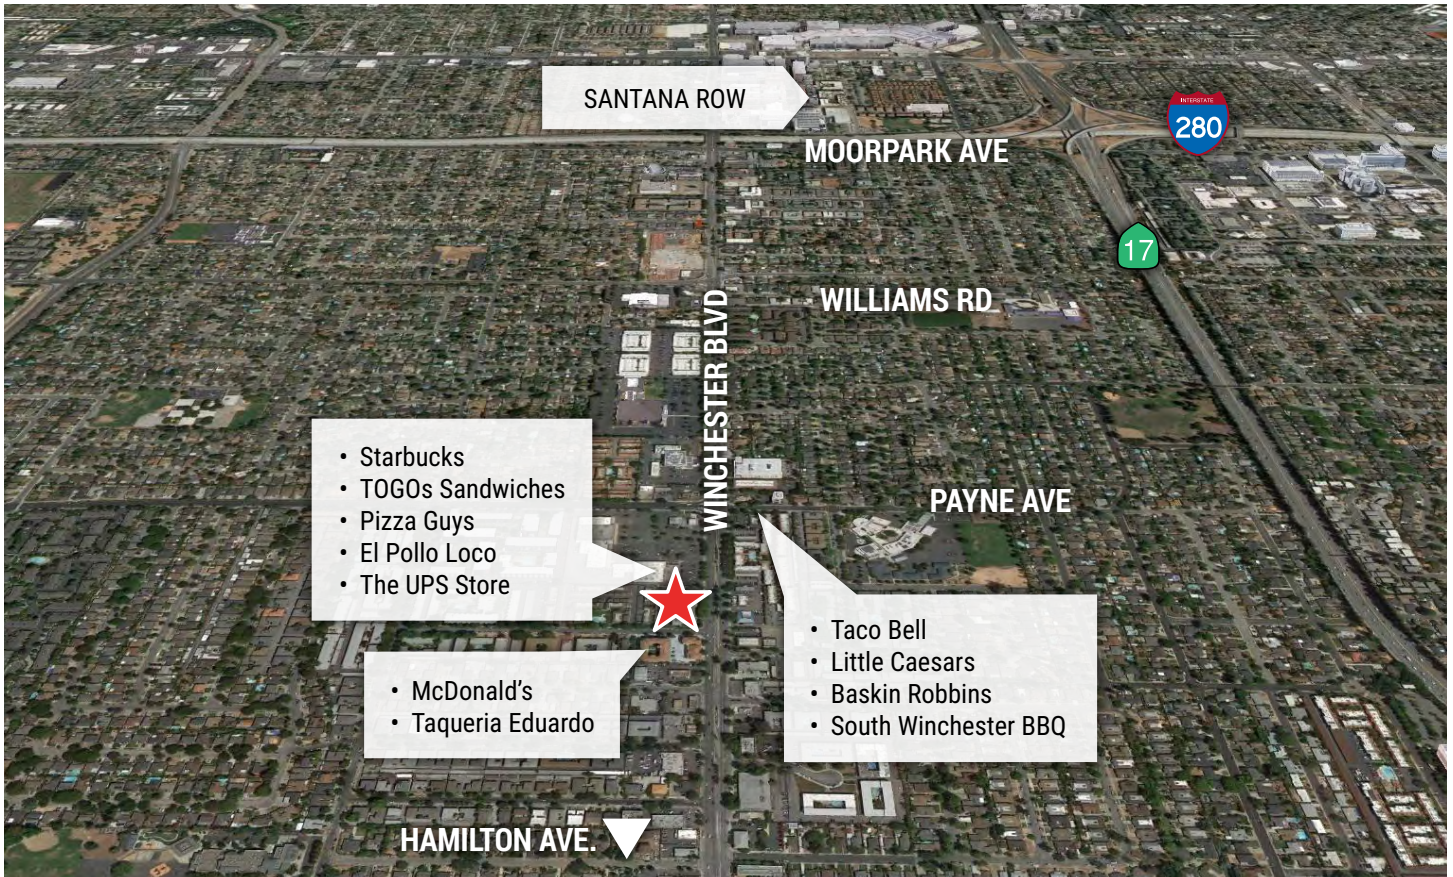 SANTANA ROW
INTERSTATE
280
MOORPARK AVE
17
WILLIAMS RD
WINCHESTER BLVD
• Starbucks
• TOGOs Sandwiches
• Pizza Guys
• El Pollo Loco
• The UPS Store
PAYNE AVE
• Taco Bell
• Little Caesars
• Baskin Robbins
• South Winchester BBQ
• McDonald’s
• Taqueria Eduardo
HAMILTON AVE.